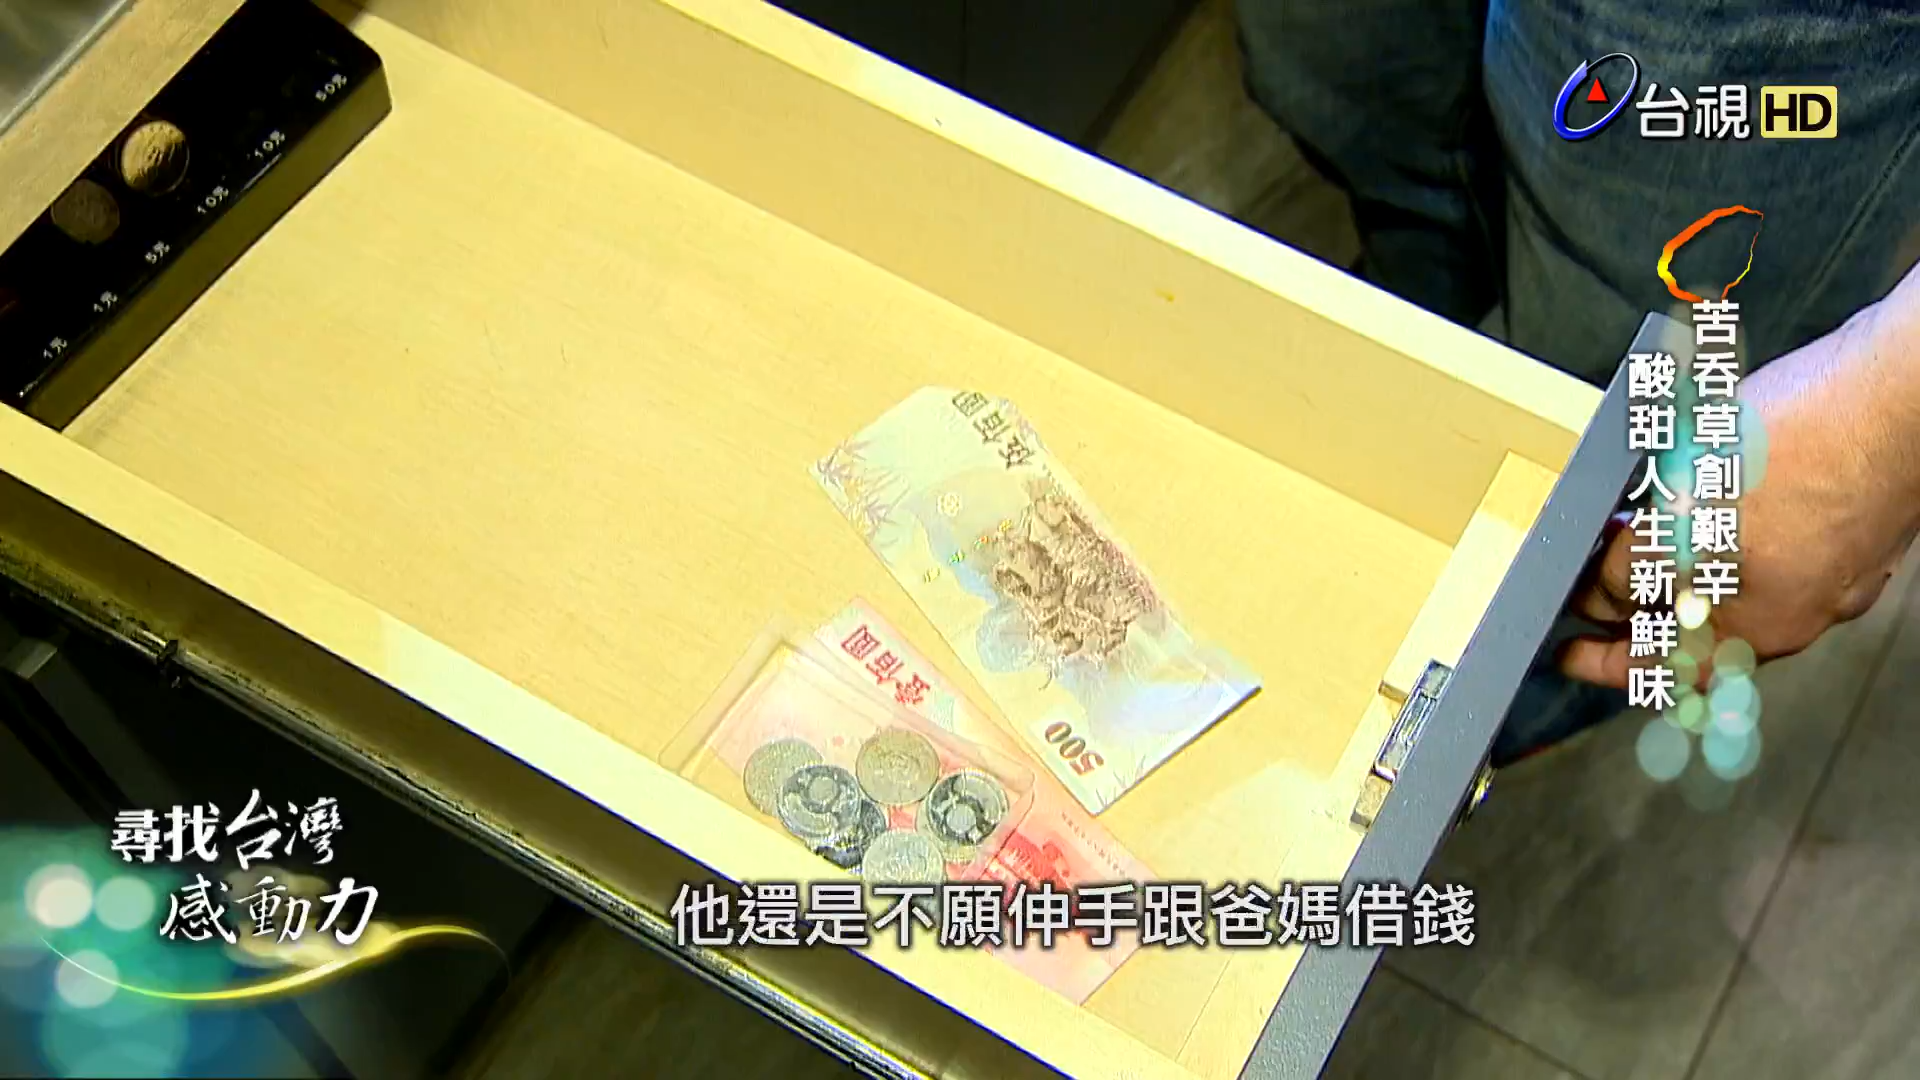 台視HD
50元
10元
10元
5元
1元
1元
苦吞草創艱辛
酸甜人生新鮮味
伍佰圓
500
壹佰圓
尋找台灣
感動力
他還是不願伸手跟爸媽借錢